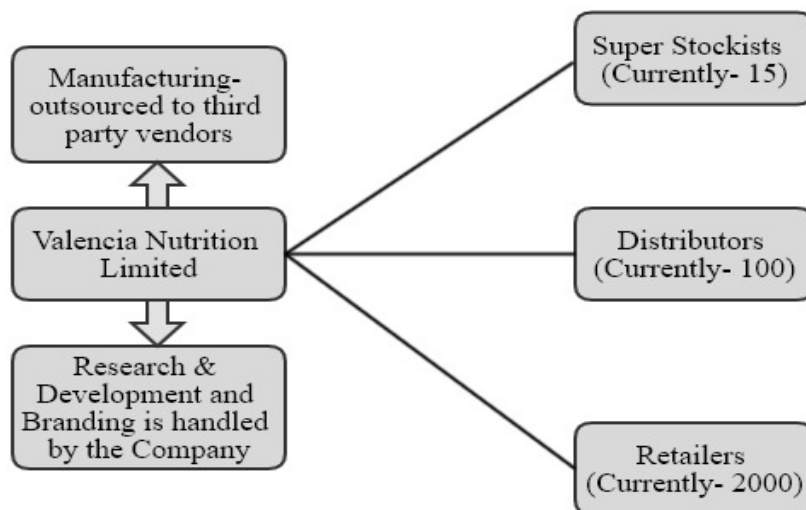 Manufacturing-
outsourced to third
party vendors
Valencia Nutrition
Limited
Research &
Development and
Branding is handled
by the Company
Super Stockists
(Currently- 15)
Distributors
(Currently- 100)
Retailers
(Currently- 2000)